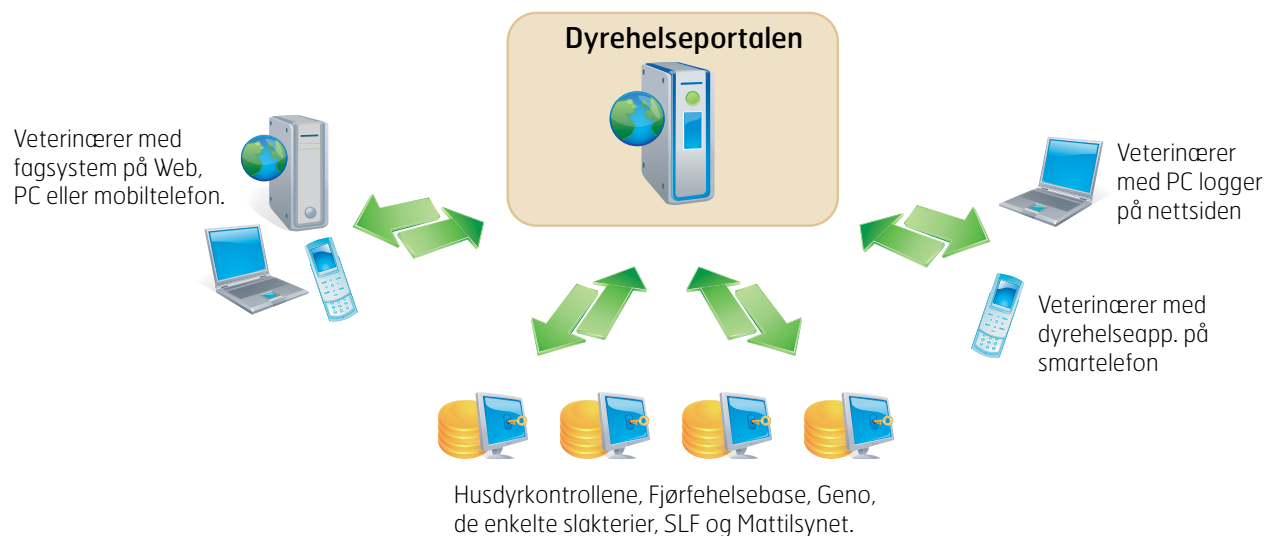 Dyrehelseportalen
Veterinærer med
fagsystem på Web,
PC eller mobiltelefon.
Veterinærer
med PC logger
på nettsiden
Veterinærer med
dyrehelseapp. på
smartelefon
Husdyrkontrollene, Fjørfehelsebase, Geno,
de enkelte slakterier, SLF og Mattilsynet.